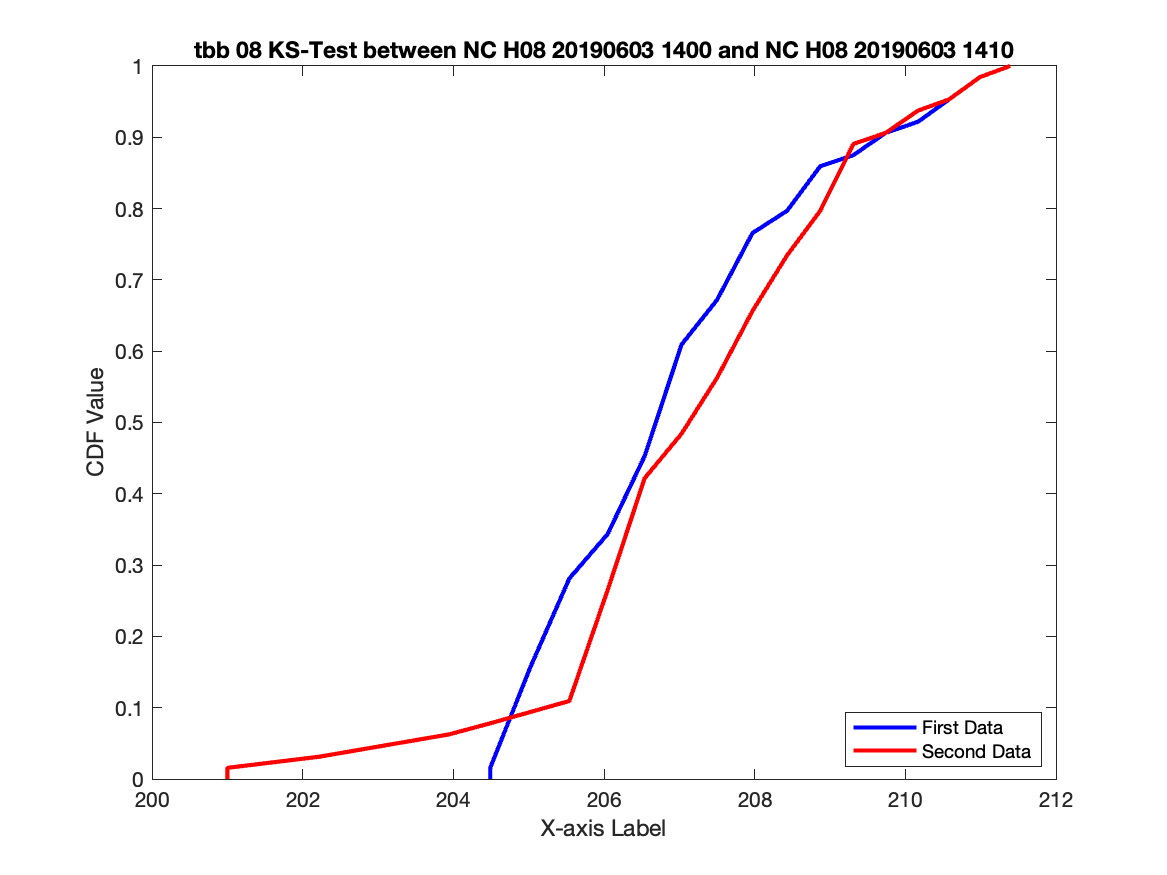 tbb 08 KS-Test between NC H08 20190603 1400 and NC H08 20190603 1410
1
0.9
0.8
0.7
0.6
0.5
0.4
0.3
0.2
0.1
0
CDF Value
First Data
Second Data
200 202 204 206 208 210 212
X-axis Label